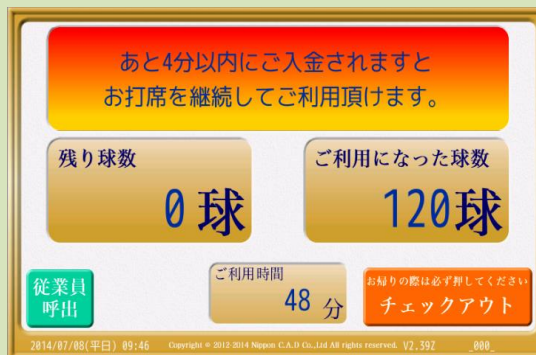 あと4分以内にご入金されますと
お打席を継続してご利用頂けます。
残り球数
0球
ご利用になった球数
120球
従業員
呼出
ご利用時間
48 分
お帰りの際は必ず押してください
チェックアウト
2014/07/08(平日) 09:46 Copyright © 2012-2014 Nippon C.A.D Co.,Ltd All rights reserved. V2.39Z _000_